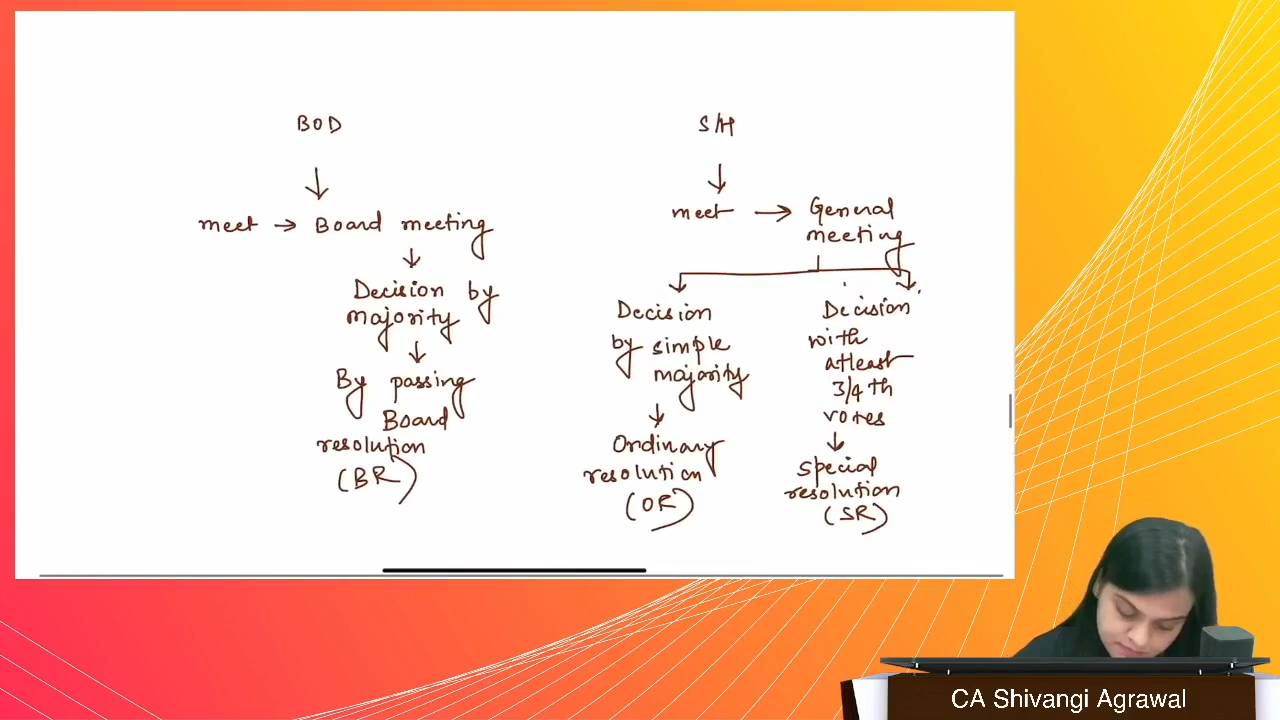 BOD
↓
meet → Board meeting
↓
Decision by
majority
↓
By passing
Board
resolution
(BR)
S/H
↓
meet → General
meeting
Decision
by simple
majority
↓
Ordinary
resolution
(OR)
Decision
with
atleast
3/4th
votes
↓
Special
resolution
(SR)
CA Shivangi Agrawal